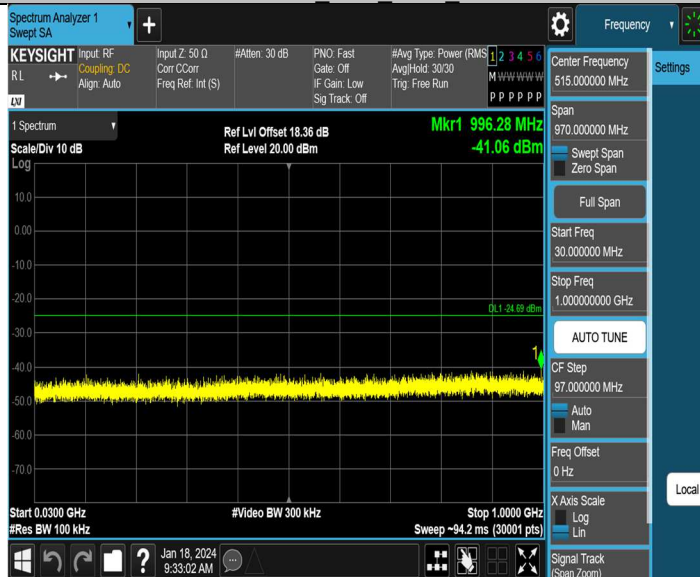 Spectrum Analyzer 1
Swept SA
+
Frequency
KEYSIGHT
RL
LXI
Input: RF
Coupling: DC
Align: Auto
Input Z: 50 Ω
Corr CCorr
Freq Ref: Int (S)
#Atten: 30 dB
PNO: Fast
Gate: Off
IF Gain: Low
Sig Track: Off
#Avg Type: Power (RMS
Avg|Hold: 30/30
Trig: Free Run
1 2 3 4 5 6
M W W W W W
P P P P P P
Settings
1 Spectrum
Scale/Div 10 dB
Log
Ref Lvl Offset 18.36 dB
Ref Level 20.00 dBm
Mkr1 996.28 MHz
-41.06 dBm
10.0
0.00
-10.0
-20.0
-30.0
-40.0
-50.0
-60.0
-70.0
DL1 -24.69 dBm
1
Start 0.0300 GHz
#Res BW 100 kHz
#Video BW 300 kHz
Stop 1.0000 GHz
Sweep ~94.2 ms (30001 pts)
Center Frequency
515.000000 MHz
Span
970.000000 MHz
Swept Span
Zero Span
Full Span
Start Freq
30.000000 MHz
Stop Freq
1.000000000 GHz
AUTO TUNE
CF Step
97.000000 MHz
Auto
Man
Freq Offset
0 Hz
X Axis Scale
Log
Lin
Signal Track
(Span Zoom)
Local
?
Jan 18, 2024
9:33:02 AM